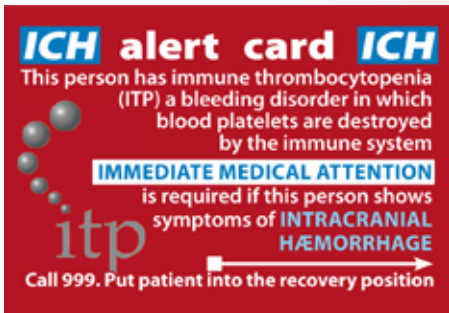 ICH alert card ICH
This person has immune thrombocytopenia
(ITP) a bleeding disorder in which
blood platelets are destroyed
by the immune system
IMMEDIATE MEDICAL ATTENTION
is required if this person shows
symptoms of INTRACRANIAL
HÆMORRHAGE
itp
Call 999. Put patient into the recovery position